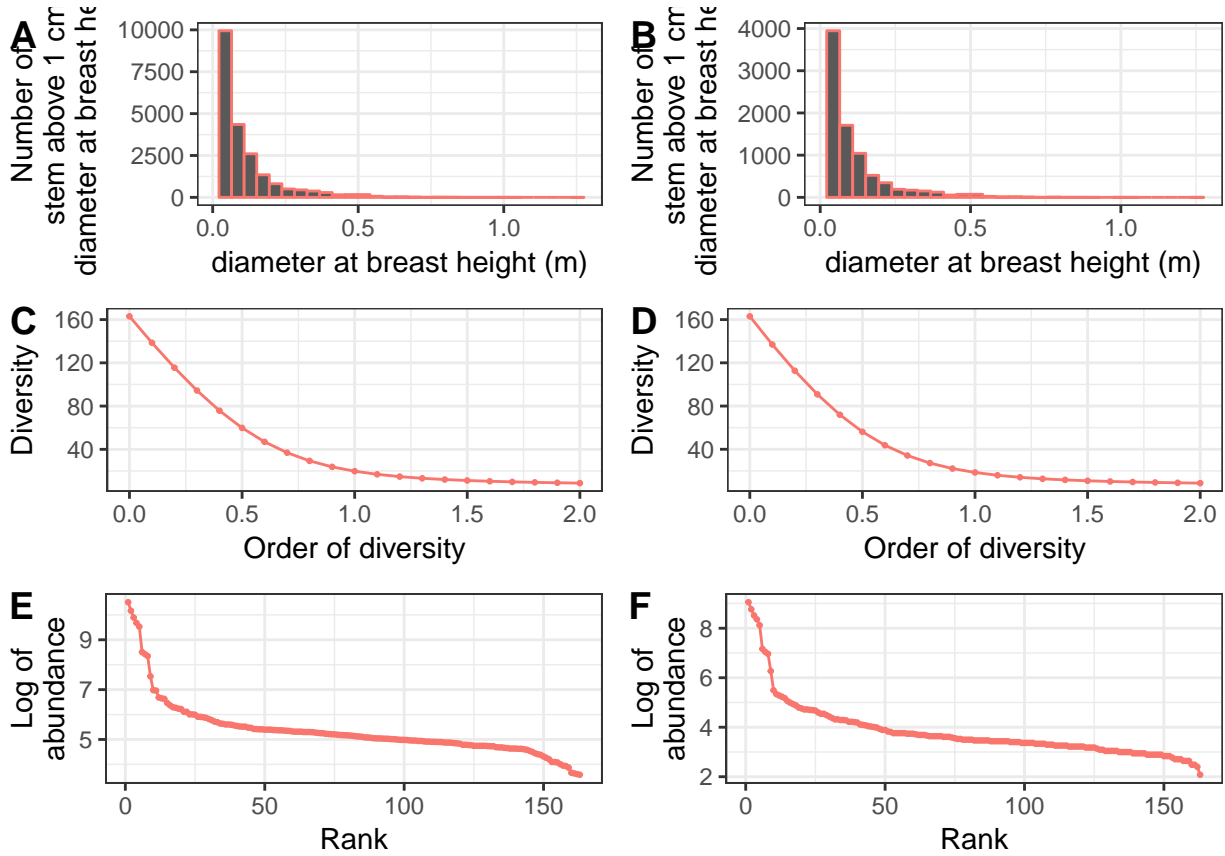 A
Number of
stem above 1 cm
diameter at breast he
10000
7500
5000
2500
0
0.0 0.5 1.0
diameter at breast height (m)
B
Number of
stem above 1 cm
diameter at breast he
4000
3000
2000
1000
0
0.0 0.5 1.0
diameter at breast height (m)
C
Diversity
160
120
80
40
0.0 0.5 1.0 1.5 2.0
Order of diversity
D
Diversity
160
120
80
40
0.0 0.5 1.0 1.5 2.0
Order of diversity
E
Log of
abundance
9
7
5
0 50 100 150
Rank
F
Log of
abundance
8
6
4
2
0 50 100 150
Rank